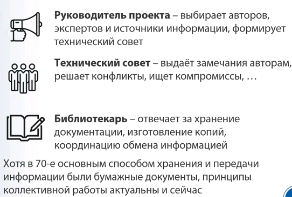 Руководитель проекта – выбирает авторов,
экспертов и источники информации, формирует
технический совет
Технический совет – выдаёт замечания авторам,
решает конфликты, ищет компромиссы, ...
Библиотекарь – отвечает за хранение
документации, изготовление копий,
координацию обмена информацией
Хотя в 70-е основным способом хранения и передачи
информации были бумажные документы, принципы
коллективной работы актуальны и сейчас